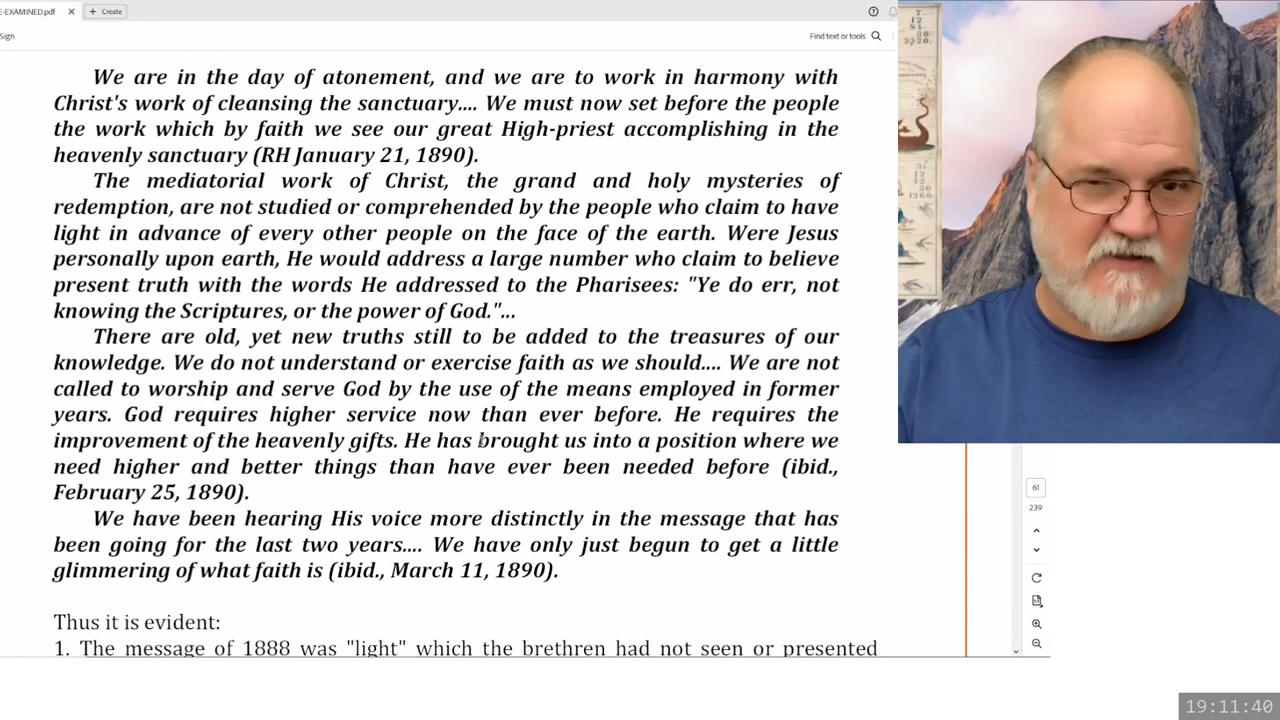 E-EXAMINED.pdf
Create
Sign
Find text or tools
We are in the day of atonement, and we are to work in harmony with
Christ's work of cleansing the sanctuary.... We must now set before the people
the work which by faith we see our great High-priest accomplishing in the
heavenly sanctuary (RH January 21, 1890).
The mediatorial work of Christ, the grand and holy mysteries of
redemption, are not studied or comprehended by the people who claim to have
light in advance of every other people on the face of the earth. Were Jesus
personally upon earth, He would address a large number who claim to believe
present truth with the words He addressed to the Pharisees: "Ye do err, not
knowing the Scriptures, or the power of God."...
There are old, yet new truths still to be added to the treasures of our
knowledge. We do not understand or exercise faith as we should.... We are not
called to worship and serve God by the use of the means employed in former
years. God requires higher service now than ever before. He requires the
improvement of the heavenly gifts. He has brought us into a position where we
need higher and better things than have ever been needed before (ibid.,
February 25, 1890).
We have been hearing His voice more distinctly in the message that has
been going for the last two years.... We have only just begun to get a little
glimmering of what faith is (ibid., March 11, 1890).
Thus it is evident:
1. The message of 1888 was "light" which the brethren had not seen or presented
61
239
19:11:40